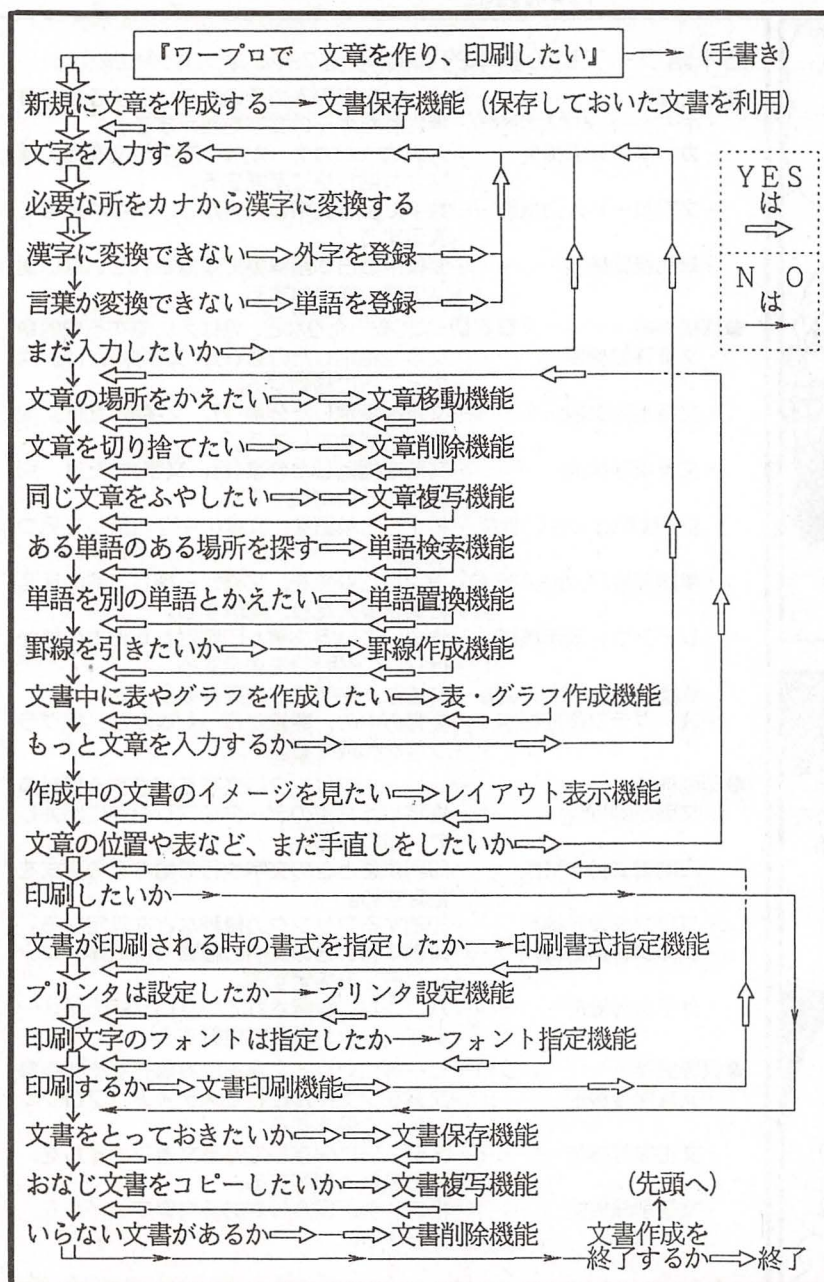 『ワープロで 文章を作り、印刷したい』 (手書き)
新規に文章を作成する 文書保存機能 (保存しておいた文書を利用)
文字を入力する
YES
は
NO
は
必要な所をカナから漢字に変換する
漢字に変換できない 外字を登録
言葉が変換できない 単語を登録
まだ入力したいか
文章の場所をかえたい 文章移動機能
文章を切り捨てたい 文章削除機能
同じ文章をふやしたい 文章複写機能
ある単語のある場所を探す 単語検索機能
単語を別の単語とかえたい 単語置換機能
罫線を引きたいか 罫線作成機能
文書中に表やグラフを作成したい 表・グラフ作成機能
もっと文章を入力するか
作成中の文書のイメージを見たい レイアウト表示機能
文章の位置や表など、まだ手直しをしたいか
印刷したいか
文書が印刷される時の書式を指定したか 印刷書式指定機能
プリンタは設定したか プリンタ設定機能
印刷文字のフォントは指定したか フォント指定機能
印刷するか 文書印刷機能
文書をとっておきたいか 文書保存機能
おなじ文書をコピーしたいか 文書複写機能 (先頭へ)
いらない文書があるか 文書削除機能 文書作成を
終了するか 終了